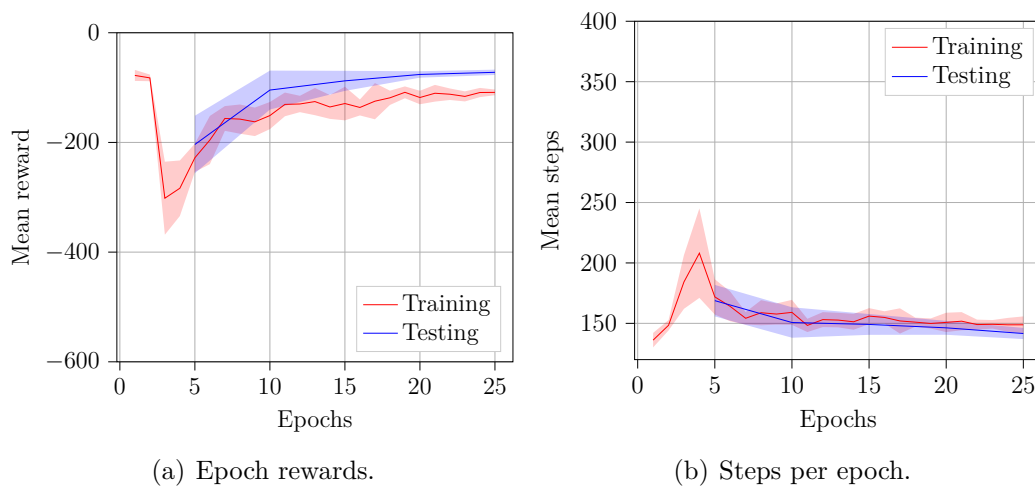 0
−200
−400
−600
Mean reward
0
5
10
15
20
25
Epochs
Training
Testing
(a) Epoch rewards.
400
350
300
250
200
150
Mean steps
0
5
10
15
20
25
Epochs
Training
Testing
(b) Steps per epoch.